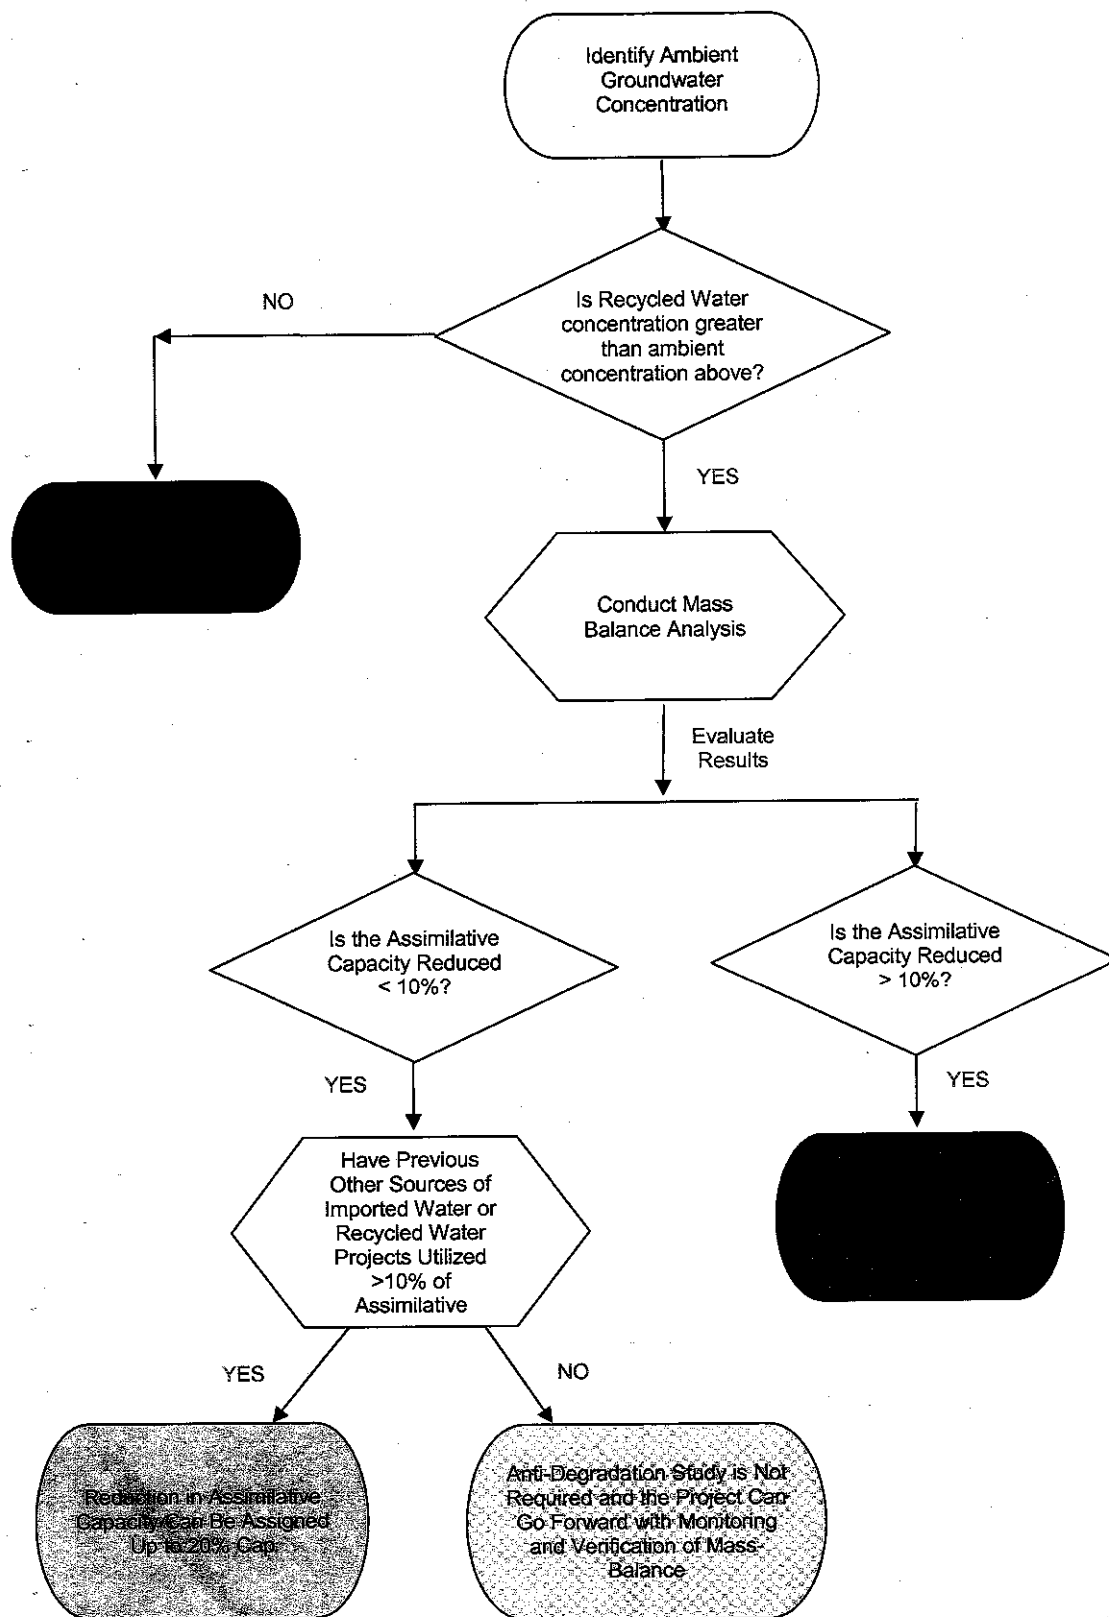 Identify Ambient
Groundwater
Concentration
Is Recycled Water
concentration greater
than ambient
concentration above?
NO
YES
Conduct Mass
Balance Analysis
Evaluate
Results
Is the Assimilative
Capacity Reduced
< 10%?
Is the Assimilative
Capacity Reduced
> 10%?
YES
YES
Have Previous
Other Sources of
Imported Water or
Recycled Water
Projects Utilized
>10% of
Assimilative
YES
NO
Reduction in Assimilative
Capacity Can Be Assigned
Up to 20% Cap
Anti-Degradation Study is Not
Required and the Project Can
Go Forward with Monitoring
and Verification of Mass-
Balance